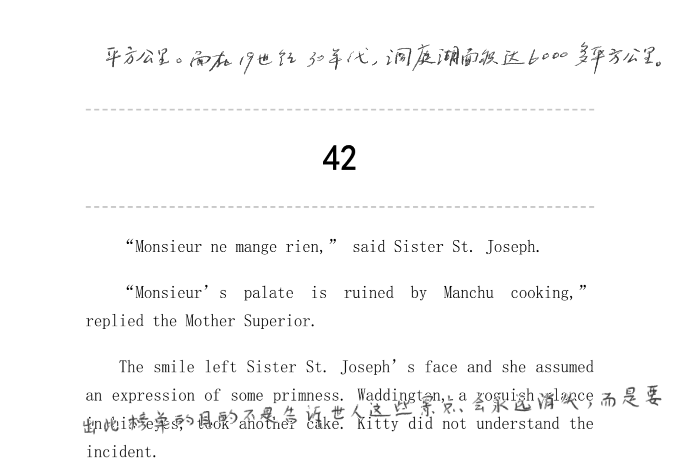 平方公里。而在19世纪30年代，洞庭湖面积达6000多平方公里。
42
“Monsieur ne mange rien,” said Sister St. Joseph.
“Monsieur’s palate is ruined by Manchu cooking,”
replied the Mother Superior.
The smile left Sister St. Joseph’s face and she assumed
an expression of some primness. Waddington, a roguish glance
in his eyes, took another cake. Kitty did not understand the
出此榜单的目的不是告诉世人这些景点会永远消失，而是要
incident.